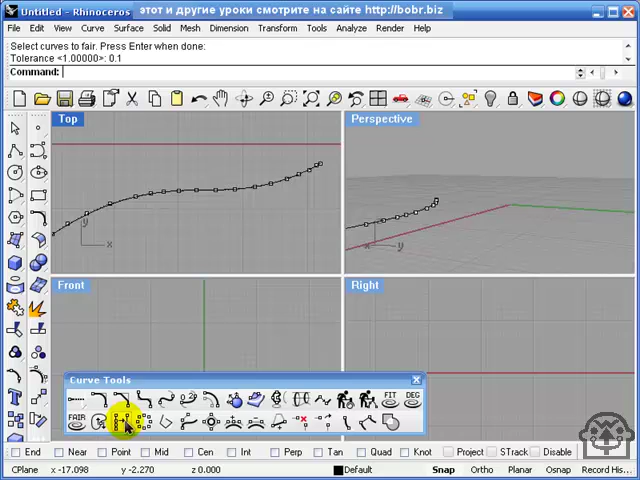 Untitled - Rhinoceros
этот и другие уроки смотрите на сайте http://bobr.biz
File Edit View Curve Surface Solid Mesh Dimension Transform Tools Analyze Render Help
Select curves to fair. Press Enter when done:
Tolerance <1.00000>: 0.1
Command:
Top
Perspective
y
x
x
y
Front
Right
Curve Tools
FIT DEG
FAIR
End Near Point Mid Cen Int Perp Tan Quad Knot Project STrack Disable
CPlane x -17.098 y -2.270 z 0.000 Default Snap Ortho Planar Osnap Record His...